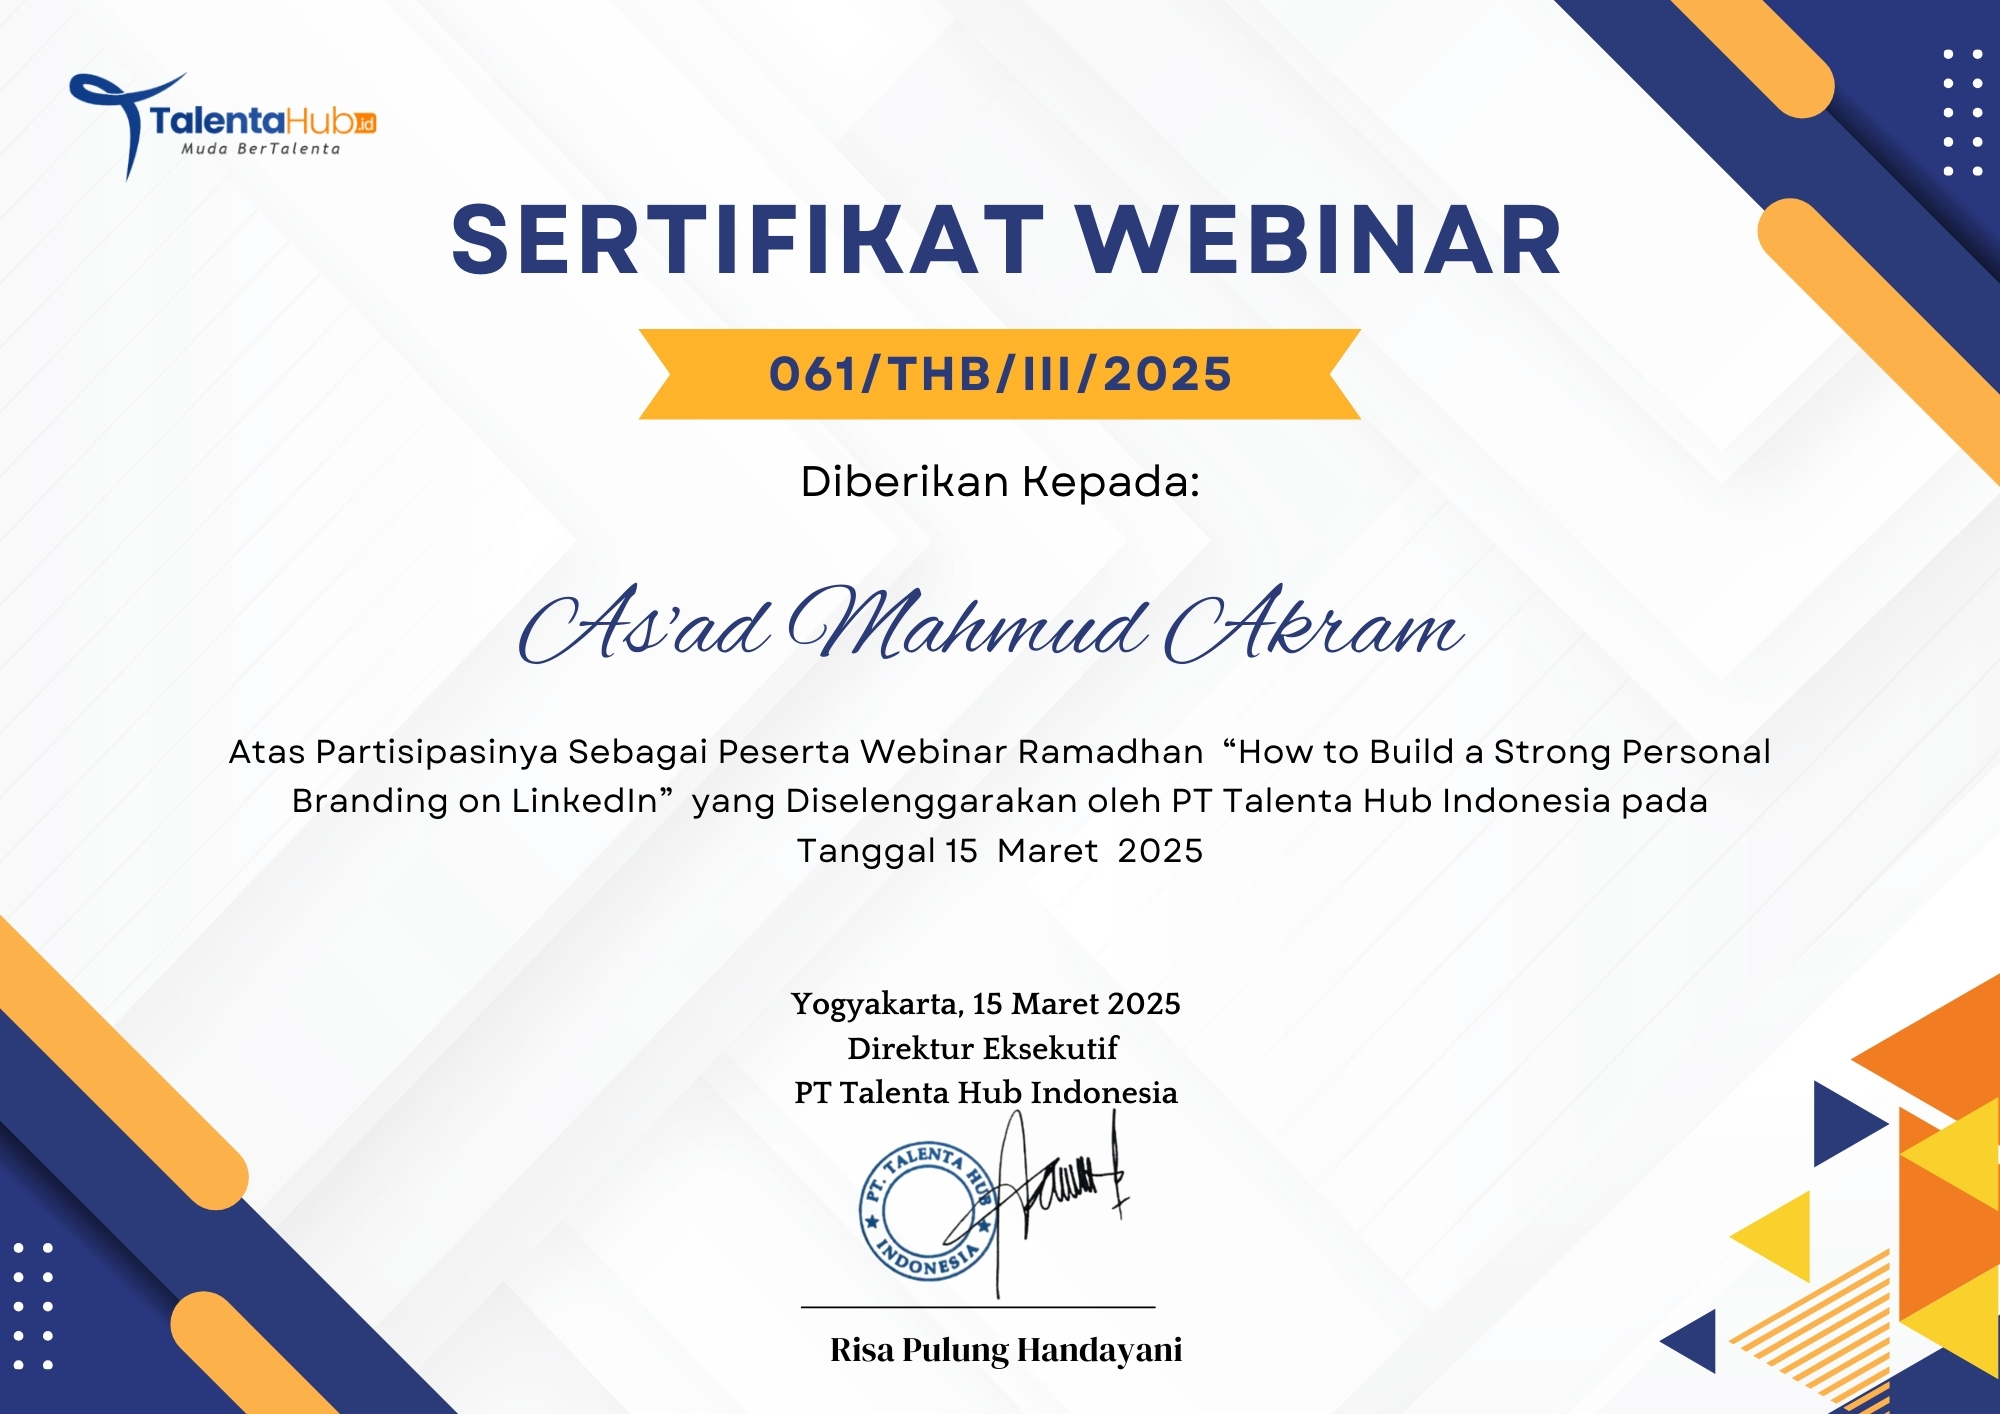 TalentaHub.id
Muda BerTalenta
SERTIFIKAT WEBINAR
061/THB/III/2025
Diberikan Kepada:
As'ad Mahmud Akram
Atas Partisipasinya Sebagai Peserta Webinar Ramadhan “How to Build a Strong Personal
Branding on LinkedIn” yang Diselenggarakan oleh PT Talenta Hub Indonesia pada
Tanggal 15 Maret 2025
Yogyakarta, 15 Maret 2025
Direktur Eksekutif
PT Talenta Hub Indonesia
PT. TALENTA HUB
INDONESIA
Risa Pulung Handayani